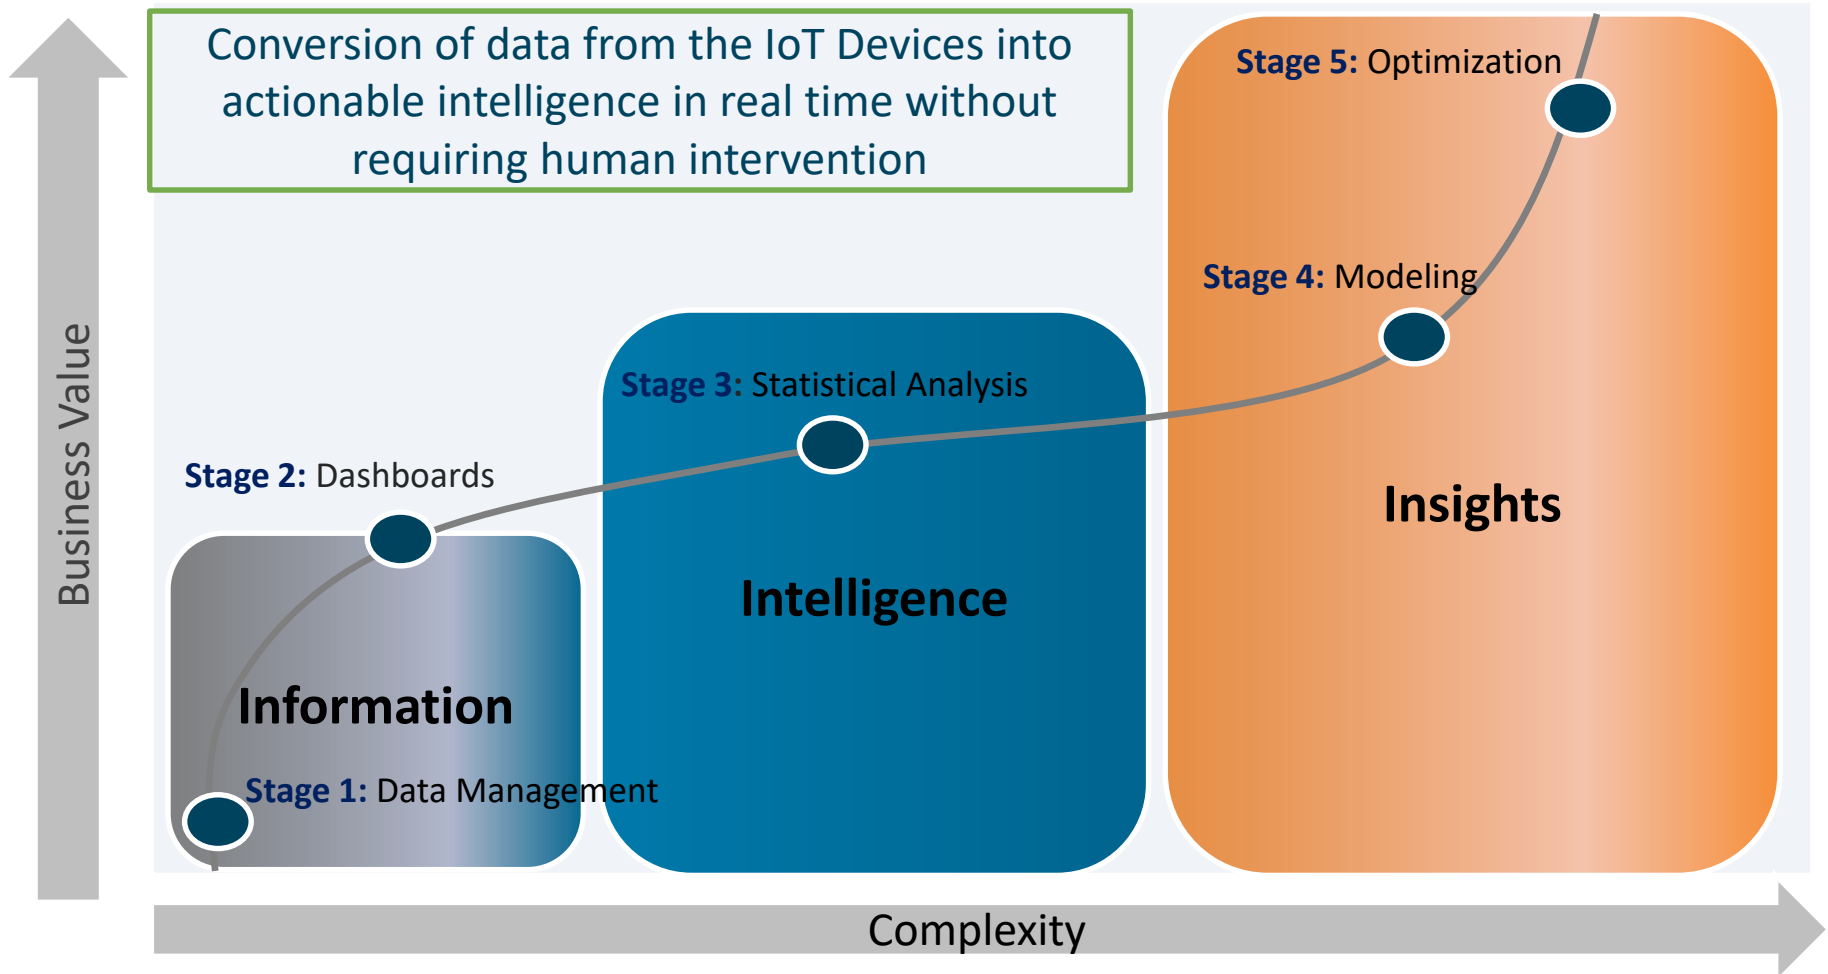 Conversion of data from the IoT Devices into
actionable intelligence in real time without
requiring human intervention
Stage 5: Optimization
Stage 4: Modeling
Stage 3: Statistical Analysis
Stage 2: Dashboards
Insights
Intelligence
Information
Stage 1: Data Management
Business Value
Complexity